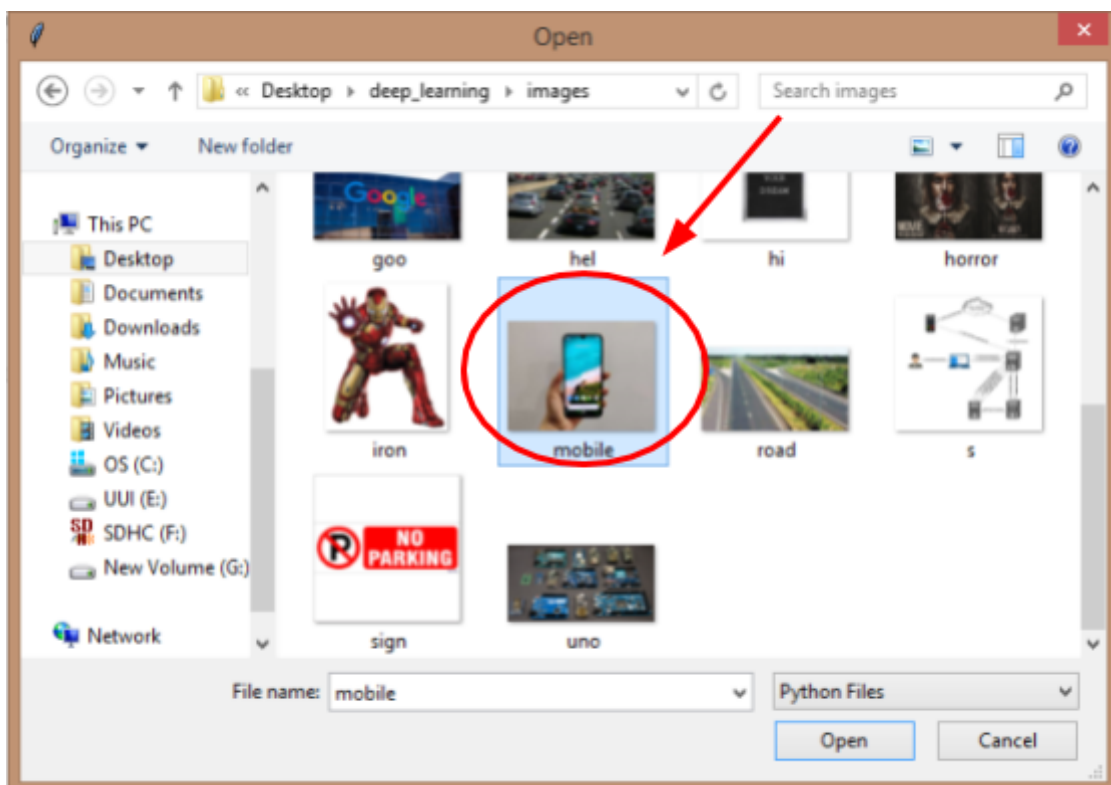 Open
« Desktop › deep_learning › images
Search images
Organize
New folder
This PC
Desktop
Documents
Downloads
Music
Pictures
Videos
OS (C:)
UUI (E:)
SDHC (F:)
New Volume (G:)
Network
Google
DREAM
goo
hel
hi
horror
iron
mobile
road
s
P NO
PARKING
sign
uno
File name: mobile
Python Files
Open
Cancel